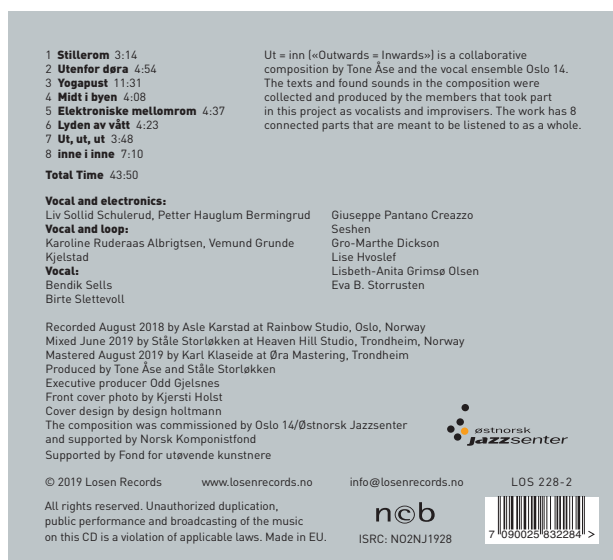 1 Stillerom 3:14
2 Utenfor døra 4:54
3 Yogapust 11:31
4 Midt i byen 4:08
5 Elektroniske mellomrom 4:37
6 Lyden av vått 4:23
7 Ut, ut, ut 3:48
8 inne i inne 7:10
Total Time 43:50
Ut = inn («Outwards = Inwards») is a collaborative
composition by Tone Åse and the vocal ensemble Oslo 14.
The texts and found sounds in the composition were
collected and produced by the members that took part
in this project as vocalists and improvisers. The work has 8
connected parts that are meant to be listened to as a whole.
Vocal and electronics:
Liv Sollid Schulerud, Petter Hauglum Bermingrud
Vocal and loop:
Karoline Ruderaas Albrigtsen, Vemund Grunde
Kjelstad
Vocal:
Bendik Sells
Birte Slettevoll
Giuseppe Pantano Creazzo
Seshen
Gro-Marthe Dickson
Lise Hvoslef
Lisbeth-Anita Grimsø Olsen
Eva B. Storrusten
Recorded August 2018 by Asle Karstad at Rainbow Studio, Oslo, Norway
Mixed June 2019 by Ståle Storløkken at Heaven Hill Studio, Trondheim, Norway
Mastered August 2019 by Karl Klaseide at Øra Mastering, Trondheim
Produced by Tone Åse and Ståle Storløkken
Executive producer Odd Gjelsnes
Front cover photo by Kjersti Holst
Cover design by design holtmann
The composition was commissioned by Oslo 14/Østnorsk Jazzsenter
and supported by Norsk Komponistfond
Supported by Fond for utøvende kunstnere
østnorsk
jazzsenter
© 2019 Losen Records www.losenrecords.no info@losenrecords.no LOS 228-2
All rights reserved. Unauthorized duplication,
public performance and broadcasting of the music
on this CD is a violation of applicable laws. Made in EU.
n©b
ISRC: NO2NJ1928
7 090025 832284 >